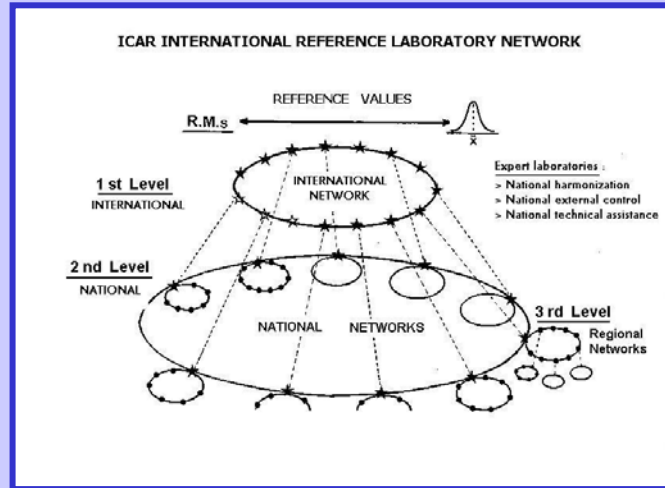 ICAR INTERNATIONAL REFERENCE LABORATORY NETWORK
REFERENCE VALUES
R.M.s
x
Expert laboratories :
> National harmonization
> National external control
> National technical assistance
1 st Level
INTERNATIONAL
INTERNATIONAL
NETWORK
2 nd Level
NATIONAL
NATIONAL NETWORKS
3 rd Level
Regional
Networks